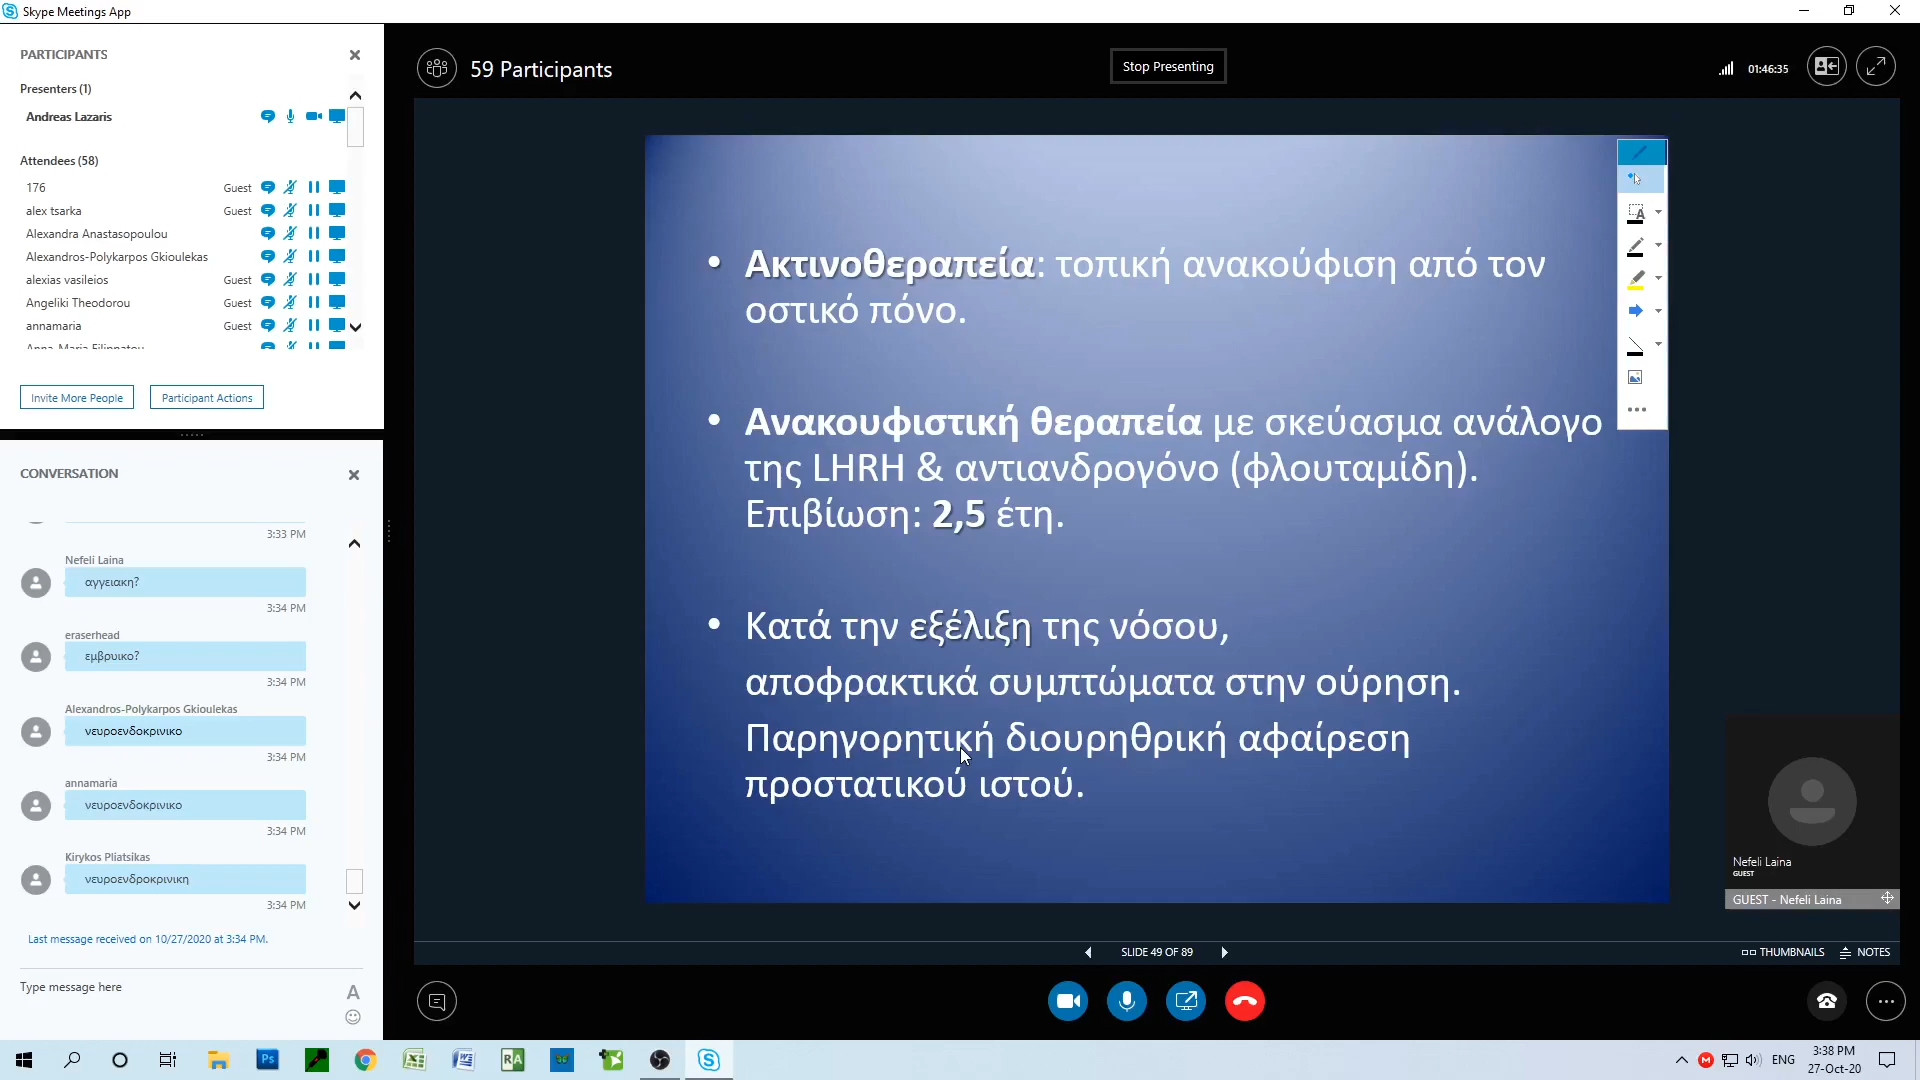 Skype Meetings App
PARTICIPANTS
Presenters (1)
Andreas Lazaris
Attendees (58)
176 Guest
alex tsarka Guest
Alexandra Anastasopoulou
Alexandros-Polykarpos Gkioulekas
alexias vasileios Guest
Angeliki Theodorou Guest
annamaria Guest
Anna-Maria Filippatou
Invite More People
Participant Actions
CONVERSATION
3:33 PM
Nefeli Laina
αγγειακη?
3:34 PM
eraserhead
εμβρυικο?
3:34 PM
Alexandros-Polykarpos Gkioulekas
νευροενδοκρινικο
3:34 PM
annamaria
νευροενδοκρινικο
3:34 PM
Kirykos Pliatsikas
νευροενδροκρινικη
3:34 PM
Last message received on 10/27/2020 at 3:34 PM.
Type message here
59 Participants
Stop Presenting
01:46:35
• Ακτινοθεραπεία: τοπική ανακούφιση από τον
οστικό πόνο.
• Ανακουφιστική θεραπεία με σκεύασμα ανάλογο
της LHRH & αντιανδρογόνο (φλουταμίδη).
Επιβίωση: 2,5 έτη.
• Κατά την εξέλιξη της νόσου,
αποφρακτικά συμπτώματα στην ούρηση.
Παρηγορητική διουρηθρική αφαίρεση
προστατικού ιστού.
Nefeli Laina
GUEST
GUEST - Nefeli Laina
SLIDE 49 OF 89
THUMBNAILS
NOTES
ENG
3:38 PM
27-Oct-20